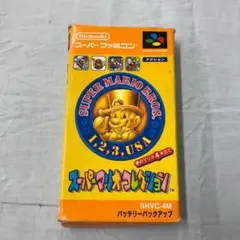 Nintendo
スーパーファミコン
アクション
SUPER MARIO BROS.
1, 2, 3, USA
スーパーマリオコレクション
SHVC-4M
バッテリーバックアップ